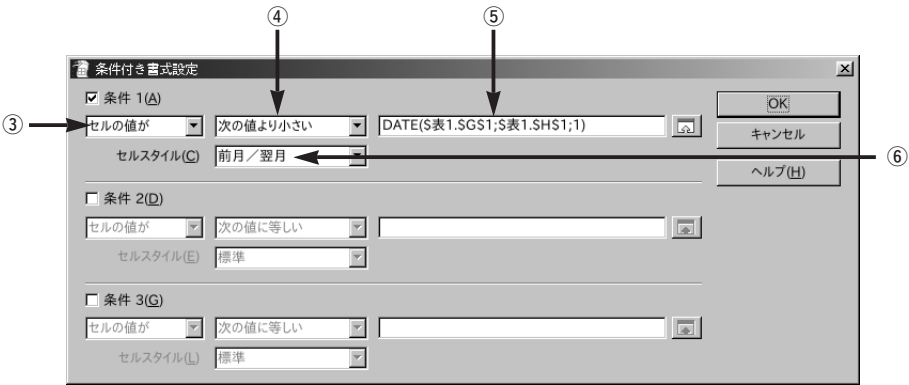 ④ ⑤
条件付き書式設定
条件 1(A)
③ セルの値が 次の値より小さい DATE($表1.$G$1;$表1.$H$1;1)
セルスタイル(C) 前月／翌月 ⑥
OK
キャンセル
ヘルプ(H)
条件 2(D)
セルの値が 次の値に等しい
セルスタイル(E) 標準
条件 3(G)
セルの値が 次の値に等しい
セルスタイル(L) 標準